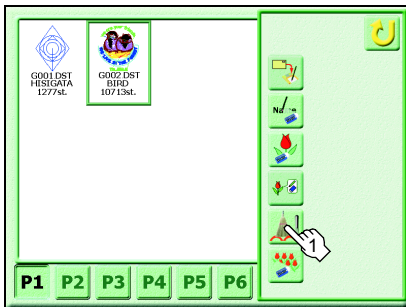 G001.DST
HISIGATA
1277st.
G002.DST
BIRD
10713st.
1
P1 P2 P3 P4 P5 P6